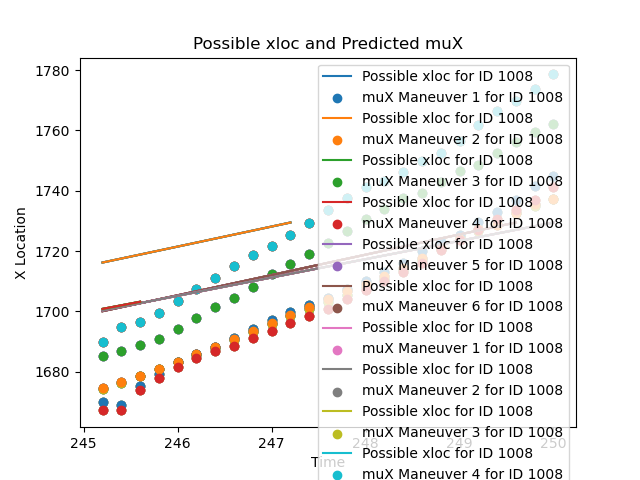 Possible xloc and Predicted muX
X Location
1780
1760
1740
1720
1700
1680
245
246
247
248
249
250
Time
Possible xloc for ID 1008
muX Maneuver 1 for ID 1008
Possible xloc for ID 1008
muX Maneuver 2 for ID 1008
Possible xloc for ID 1008
muX Maneuver 3 for ID 1008
Possible xloc for ID 1008
muX Maneuver 4 for ID 1008
Possible xloc for ID 1008
muX Maneuver 5 for ID 1008
Possible xloc for ID 1008
muX Maneuver 6 for ID 1008
Possible xloc for ID 1008
muX Maneuver 1 for ID 1008
Possible xloc for ID 1008
muX Maneuver 2 for ID 1008
Possible xloc for ID 1008
muX Maneuver 3 for ID 1008
Possible xloc for ID 1008
muX Maneuver 4 for ID 1008